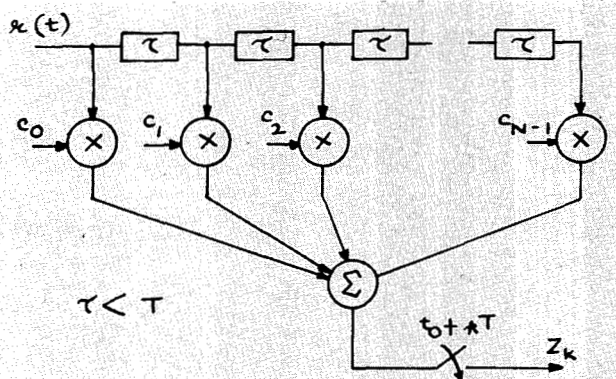 r(t)
τ τ τ τ
c0 c1 c2 cN-1
× × × ×
Σ
τ < T
t0 + kT
Zk